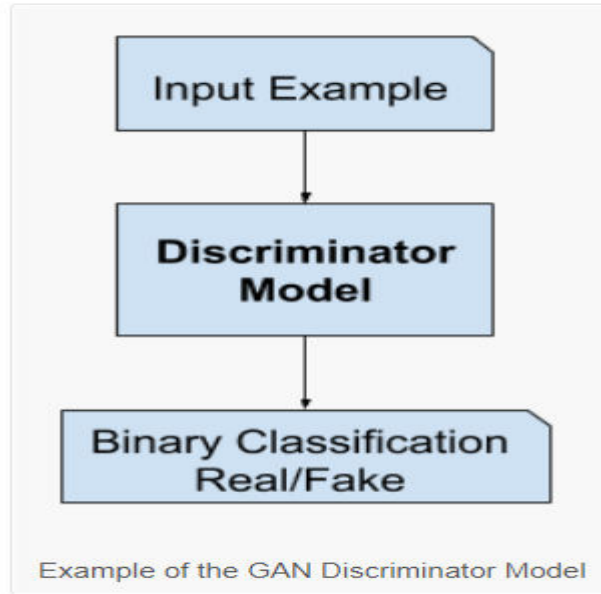 Input Example
Discriminator
Model
Binary Classification
Real/Fake
Example of the GAN Discriminator Model